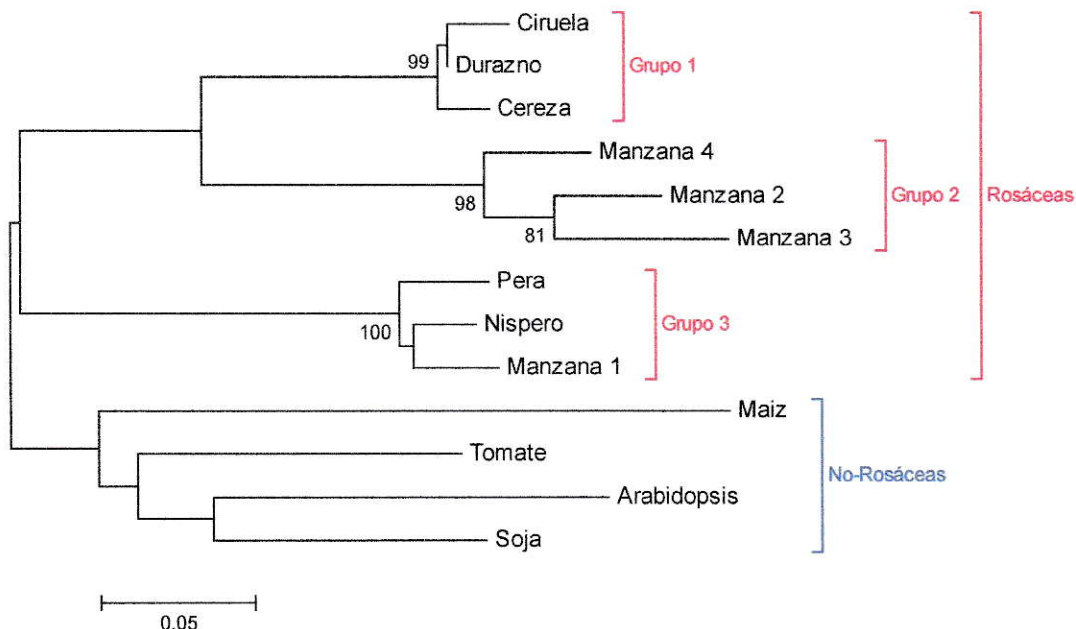 Ciruela
99
Durazno
Grupo 1
Cereza
Manzana 4
98
Manzana 2
Grupo 2
Rosáceas
81
Manzana 3
Pera
100
Nispero
Grupo 3
Manzana 1
Maiz
Tomate
No-Rosáceas
Arabidopsis
Soja
0.05